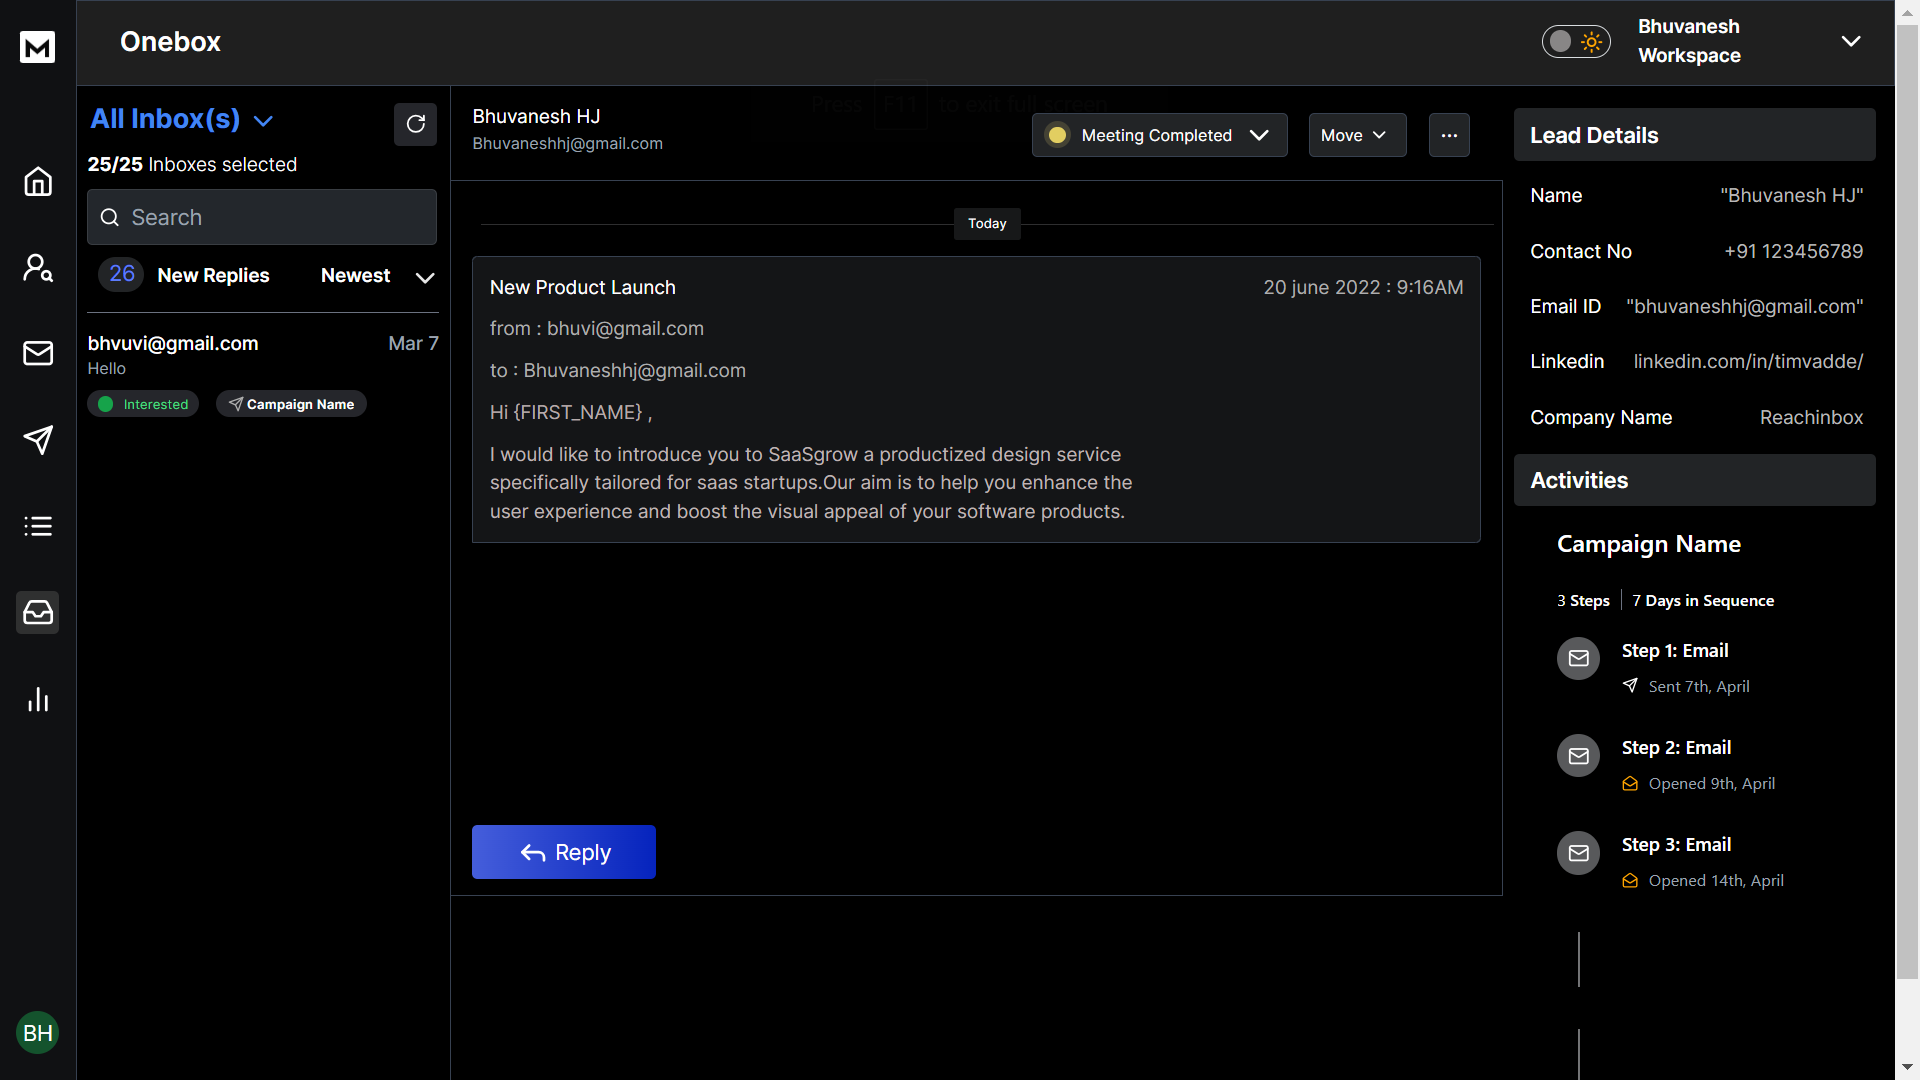 M
Onebox
Bhuvanesh
Workspace
All Inbox(s)
25/25 Inboxes selected
Search
26 New Replies Newest
bhvuvi@gmail.com Mar 7
Hello
Interested Campaign Name
BH
Press F11 to exit full screen
Bhuvanesh HJ
Bhuvaneshhj@gmail.com
Meeting Completed Move ...
Today
New Product Launch 20 june 2022 : 9:16AM
from : bhuvi@gmail.com
to : Bhuvaneshhj@gmail.com
Hi {FIRST_NAME} ,
I would like to introduce you to SaaSgrow a productized design service
specifically tailored for saas startups.Our aim is to help you enhance the
user experience and boost the visual appeal of your software products.
Reply
Lead Details
Name "Bhuvanesh HJ"
Contact No +91 123456789
Email ID "bhuvaneshhj@gmail.com"
Linkedin linkedin.com/in/timvadde/
Company Name Reachinbox
Activities
Campaign Name
3 Steps 7 Days in Sequence
Step 1: Email
Sent 7th, April
Step 2: Email
Opened 9th, April
Step 3: Email
Opened 14th, April